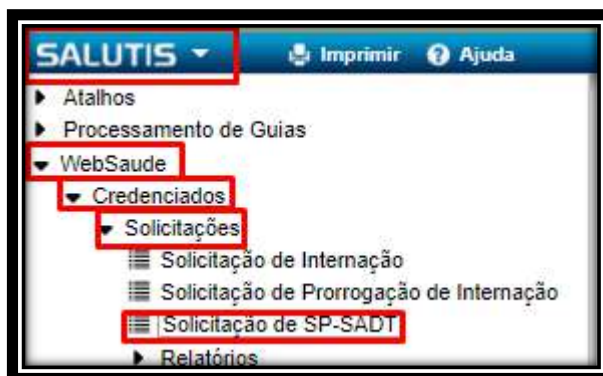 SALUTIS Imprimir Ajuda
Atalhos
Processamento de Guias
WebSaude
Credenciados
Solicitações
Solicitação de Internação
Solicitação de Prorrogação de Internação
Solicitação de SP-SADT
Relatórios